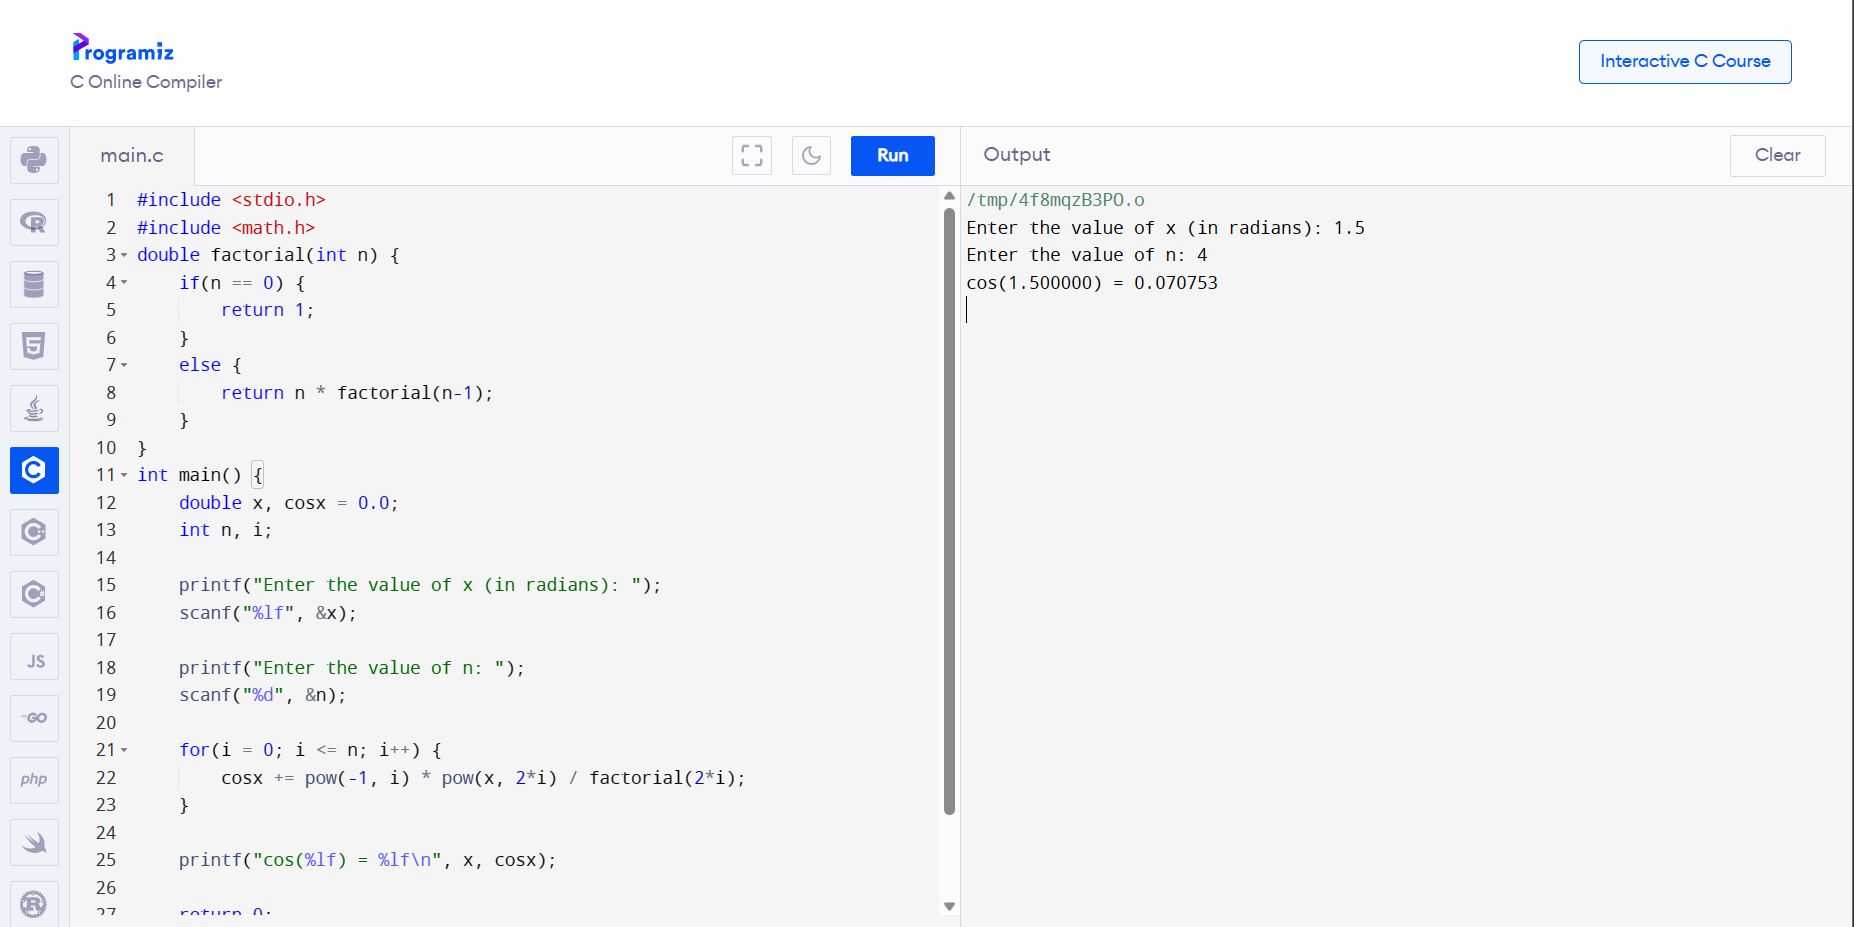 Programiz
C Online Compiler
Interactive C Course
main.c
Run
Output
Clear
1 #include <stdio.h>
2 #include <math.h>
3 double factorial(int n) {
4 if(n == 0) {
5 return 1;
6 }
7 else {
8 return n * factorial(n-1);
9 }
10 }
11 int main() {
12 double x, cosx = 0.0;
13 int n, i;
14
15 printf("Enter the value of x (in radians): ");
16 scanf("%lf", &x);
17
18 printf("Enter the value of n: ");
19 scanf("%d", &n);
20
21 for(i = 0; i <= n; i++) {
22 cosx += pow(-1, i) * pow(x, 2*i) / factorial(2*i);
23 }
24
25 printf("cos(%lf) = %lf\n", x, cosx);
26
27 return 0;
/tmp/4f8mqzB3PO.o
Enter the value of x (in radians): 1.5
Enter the value of n: 4
cos(1.500000) = 0.070753
R
5
C
C
C
JS
GO
php
R